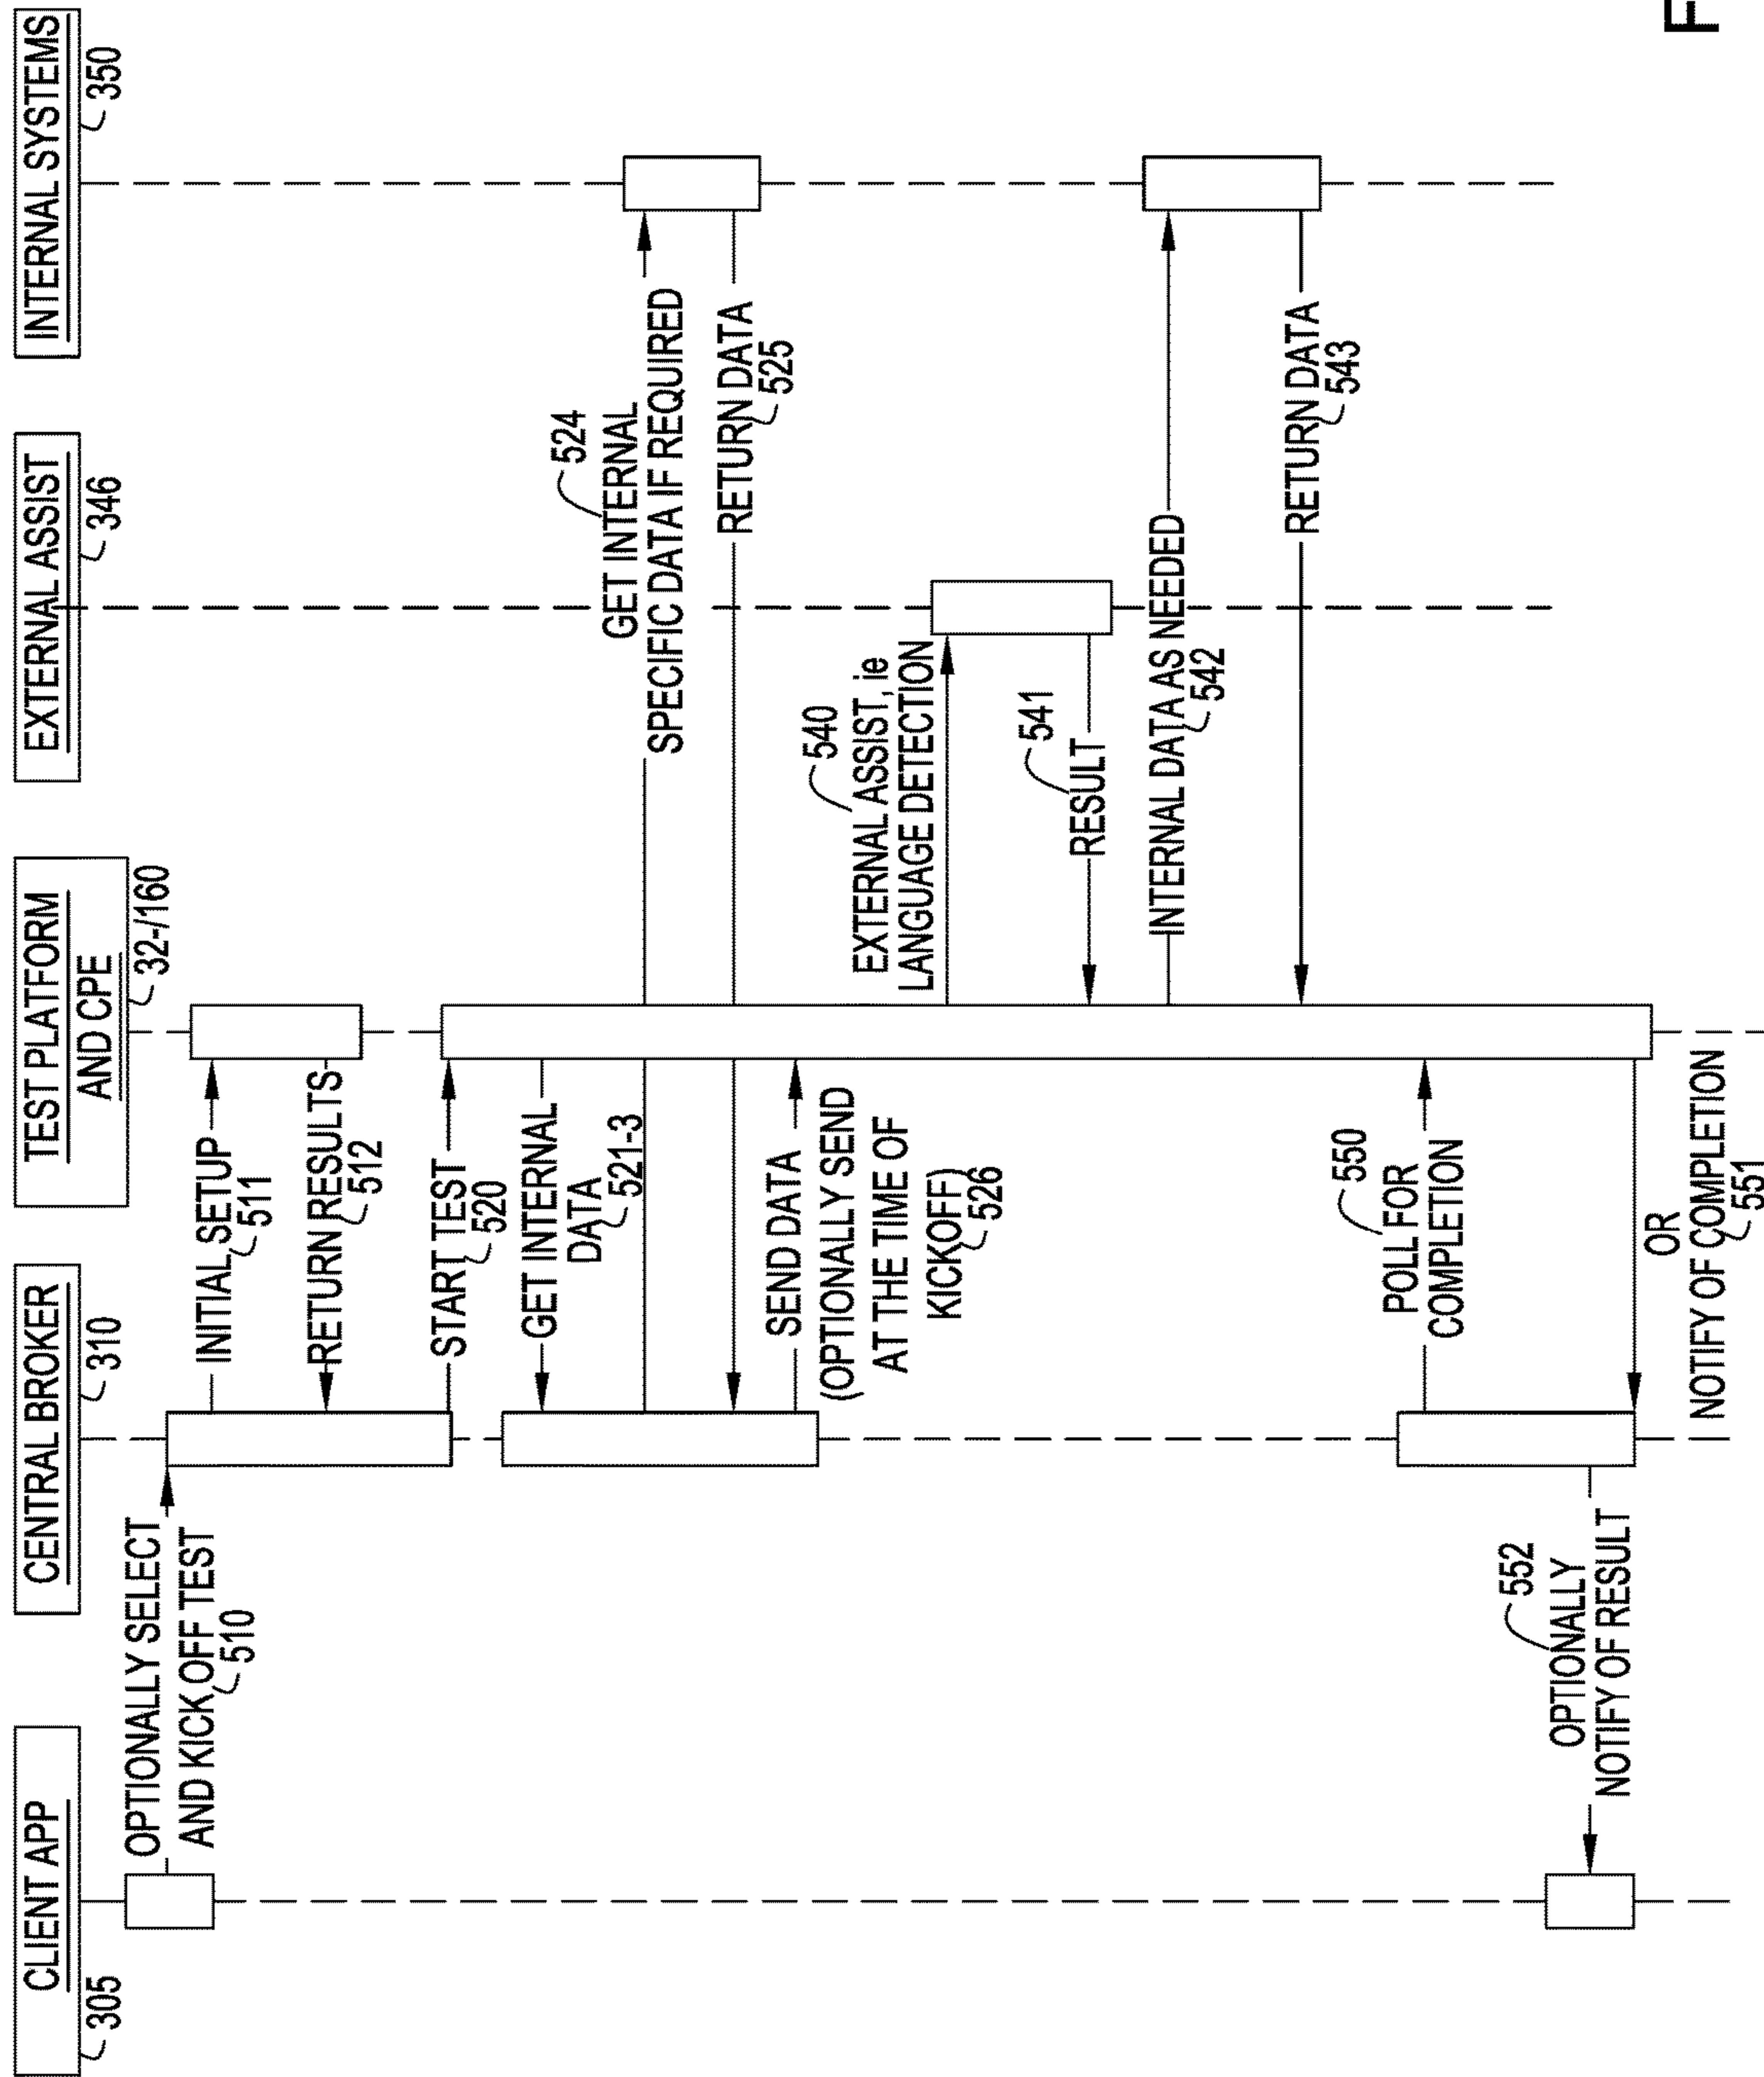 CLIENT APP
305
CENTRAL BROKER
310
TEST PLATFORM
AND CPE
32-/160
EXTERNAL ASSIST
346
INTERNAL SYSTEMS
350
OPTIONALLY SELECT
AND KICK OFF TEST
510
INITIAL SETUP
511
RETURN RESULTS
512
START TEST
520
GET INTERNAL
DATA
521-3
524
GET INTERNAL
SPECIFIC DATA IF REQUIRED
RETURN DATA
525
SEND DATA
(OPTIONALLY SEND
AT THE TIME OF
KICKOFF)
526
540
EXTERNAL ASSIST, ie
LANGUAGE DETECTION
541
RESULT
INTERNAL DATA AS NEEDED
542
RETURN DATA
543
550
POLL FOR
COMPLETION
552
OPTIONALLY
NOTIFY OF RESULT
OR
NOTIFY OF COMPLETION
551
F